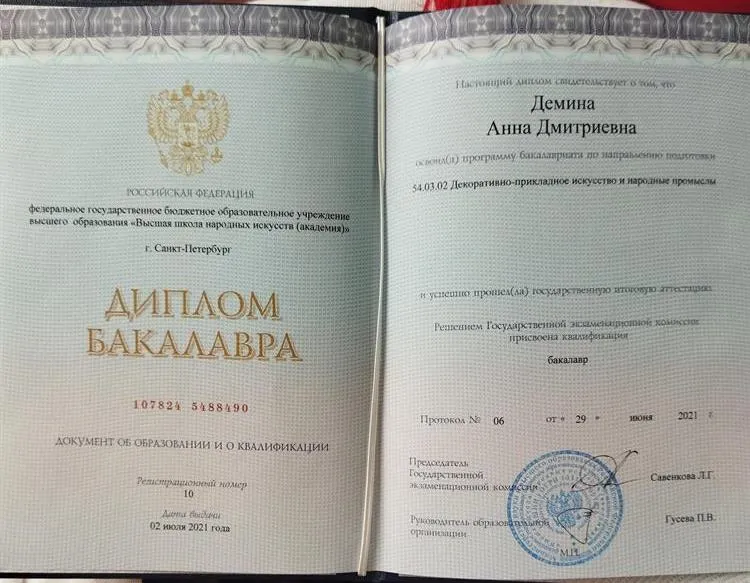 РОССИЙСКАЯ ФЕДЕРАЦИЯ
федеральное государственное бюджетное образовательное учреждение
высшего образования «Высшая школа народных искусств (академия)»
г. Санкт-Петербург
ДИПЛОМ
БАКАЛАВРА
107824 5488490
ДОКУМЕНТ ОБ ОБРАЗОВАНИИ И О КВАЛИФИКАЦИИ
Регистрационный номер
10
Дата выдачи
02 июля 2021 года
Настоящий диплом свидетельствует о том, что
Демина
Анна Дмитриевна
освоил(а) программу бакалавриата по направлению подготовки
54.03.02 Декоративно-прикладное искусство и народные промыслы
и успешно прошел(ла) государственную итоговую аттестацию
Решением Государственной экзаменационной комиссии
присвоена квалификация
бакалавр
Протокол № 06 от « 29 » июня 2021 г.
Председатель
Государственной
экзаменационной комиссии Савенкова Л.Г.
Руководитель образовательной
организации Гусева П.В.
М.П.